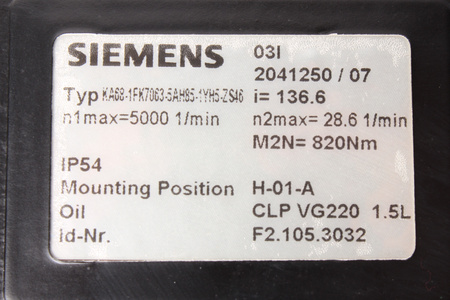 SIEMENS 03I
2041250 / 07
Typ KA68-1FK7063-5AH85-1YH5-ZS46 i= 136.6
n1max=5000 1/min n2max= 28.6 1/min
M2N= 820Nm
IP54
Mounting Position H-01-A
Oil CLP VG220 1.5L
Id-Nr. F2.105.3032